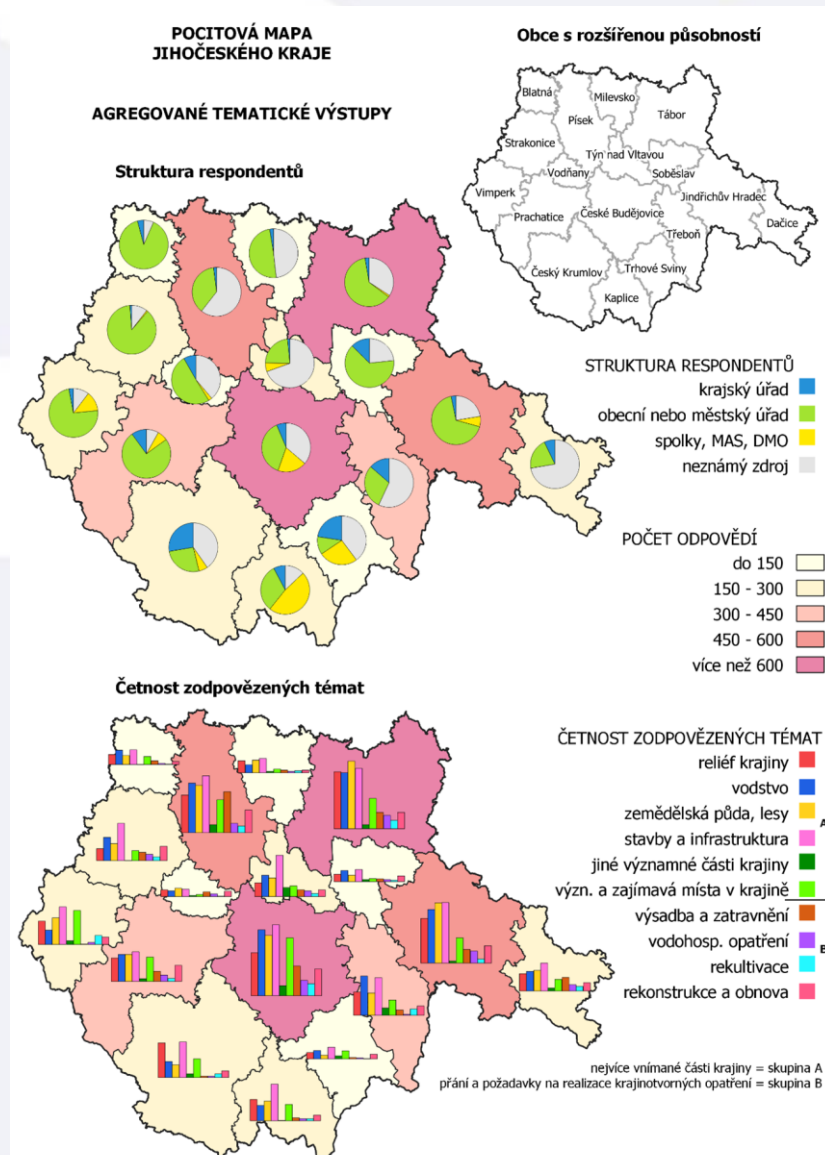 POCITOVÁ MAPA
JIHOČESKÉHO KRAJE
AGREGOVANÉ TEMATICKÉ VÝSTUPY
Obce s rozšířenou působností
Blatná
Milevsko
Písek
Tábor
Strakonice
Týn nad Vltavou
Vodňany
Soběslav
Vimperk
Jindřichův Hradec
Prachatice
České Budějovice
Dačice
Třeboň
Český Krumlov
Trhové Sviny
Kaplice
Struktura respondentů
STRUKTURA RESPONDENTŮ
krajský úřad
obecní nebo městský úřad
spolky, MAS, DMO
neznámý zdroj
POČET ODPOVĚDÍ
do 150
150 - 300
300 - 450
450 - 600
více než 600
Četnost zodpovězených témat
ČETNOST ZODPOVĚZENÝCH TÉMAT
reliéf krajiny
vodstvo
zemědělská půda, lesy
A
stavby a infrastruktura
jiné významné části krajiny
význ. a zajímavá místa v krajině
výsadba a zatravnění
vodohosp. opatření
B
rekultivace
rekonstrukce a obnova
nejvíce vnímané části krajiny = skupina A
přání a požadavky na realizace krajinotvorných opatření = skupina B